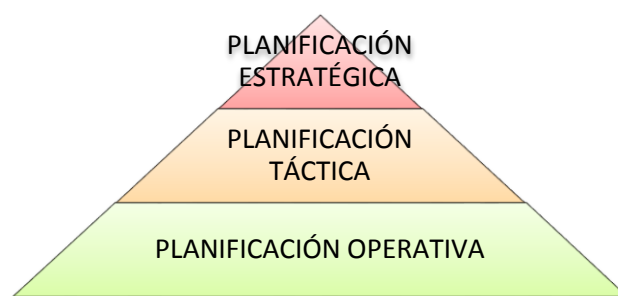 PLANIFICACIÓN
ESTRATÉGICA
PLANIFICACIÓN
TÁCTICA
PLANIFICACIÓN OPERATIVA